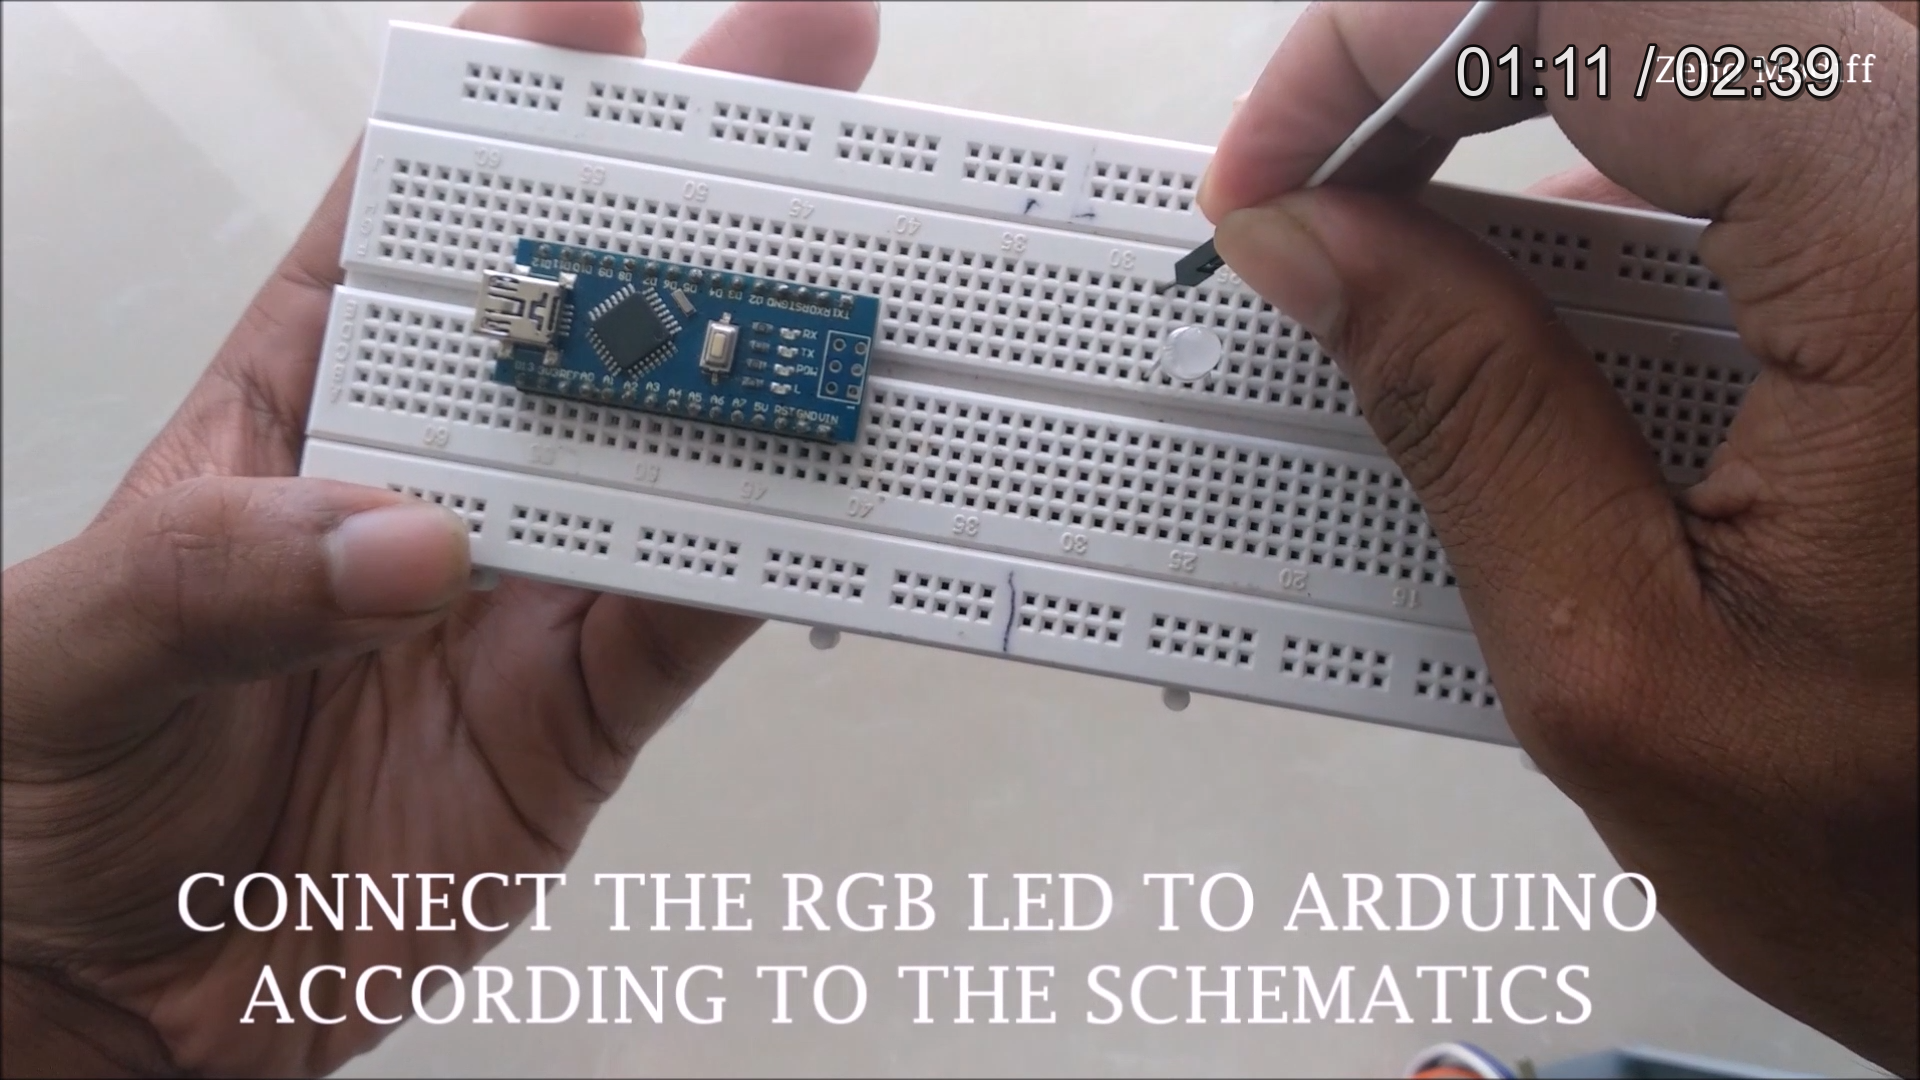 01:11 / 02:39
60 55 50 45 40 35 30 25
D12 D11 D10 D9 D8 D7 D6 D5 D4 D3 D2 GND RST RX0 TX1
RX
TX
POW
L
D13 3V3 REF A0 A1 A2 A3 A4 A5 A6 A7 5V RST GND VIN
1
60 55 50 45 40 35 30 25 20 15
CONNECT THE RGB LED TO ARDUINO
ACCORDING TO THE SCHEMATICS